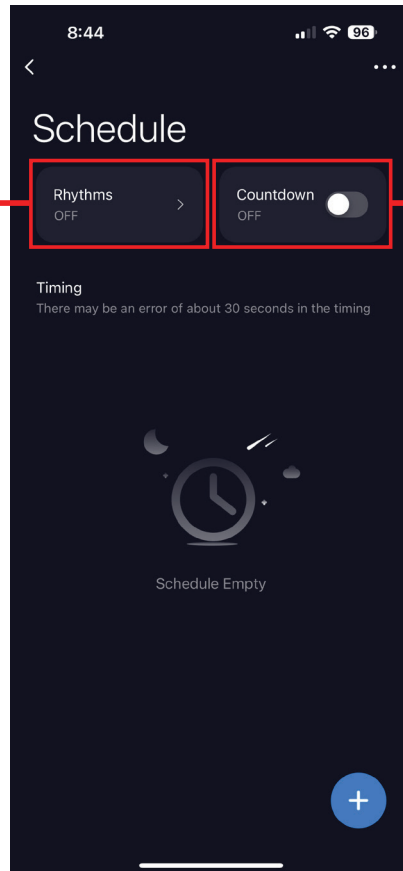 8:44
96
Schedule
Rhythms
OFF
Countdown
OFF
Timing
There may be an error of about 30 seconds in the timing
Schedule Empty